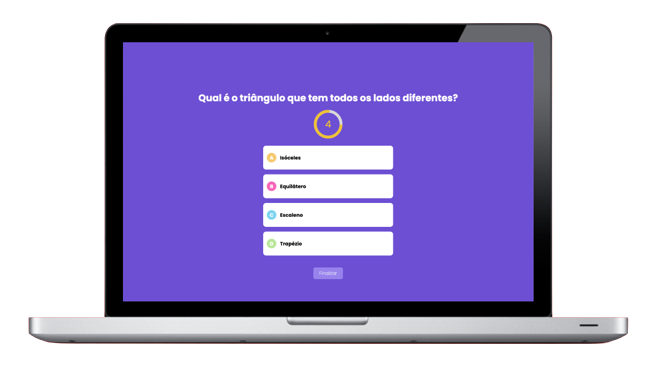 Qual é o triângulo que tem todos os lados diferentes?
4
A Isóceles
B Equilátero
C Escaleno
D Trapézio
Finalizar